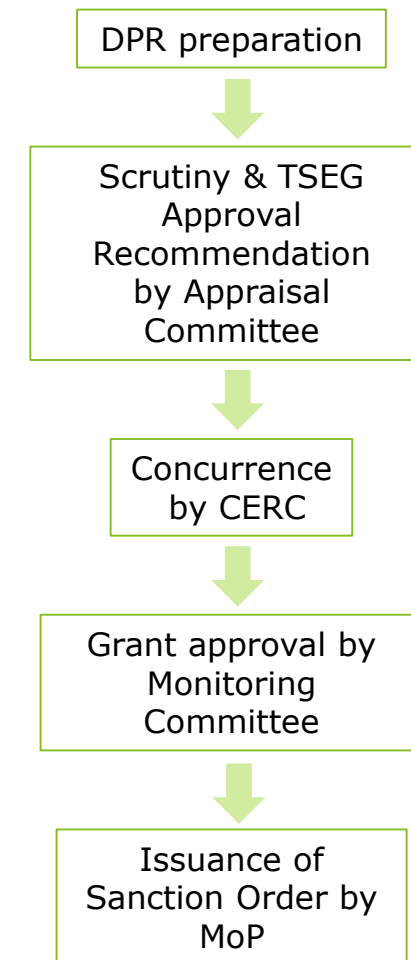 DPR preparation
Scrutiny & TSEG
Approval
Recommendation
by Appraisal
Committee
Concurrence
by CERC
Grant approval by
Monitoring
Committee
Issuance of
Sanction Order by
MoP